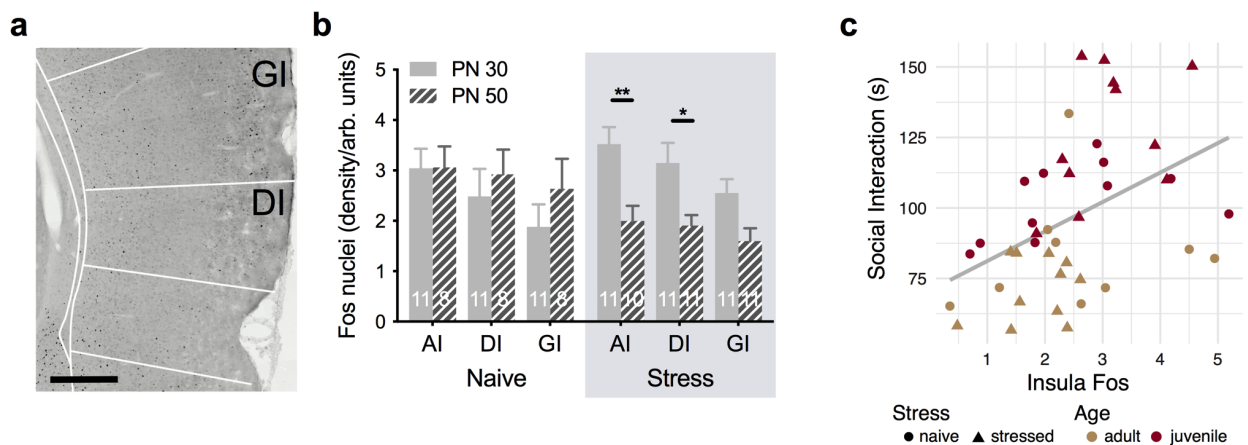 a
GI
DI
b
Fos nuclei (density/arb. units)
5
4
3
2
1
0
PN 30
PN 50
** *
11 8 11 8 11 8 11 10 11 11 11 11
AI DI GI AI DI GI
Naive Stress
c
Social Interaction (s)
150
125
100
75
1 2 3 4 5
Insula Fos
Stress Age
naive stressed adult juvenile